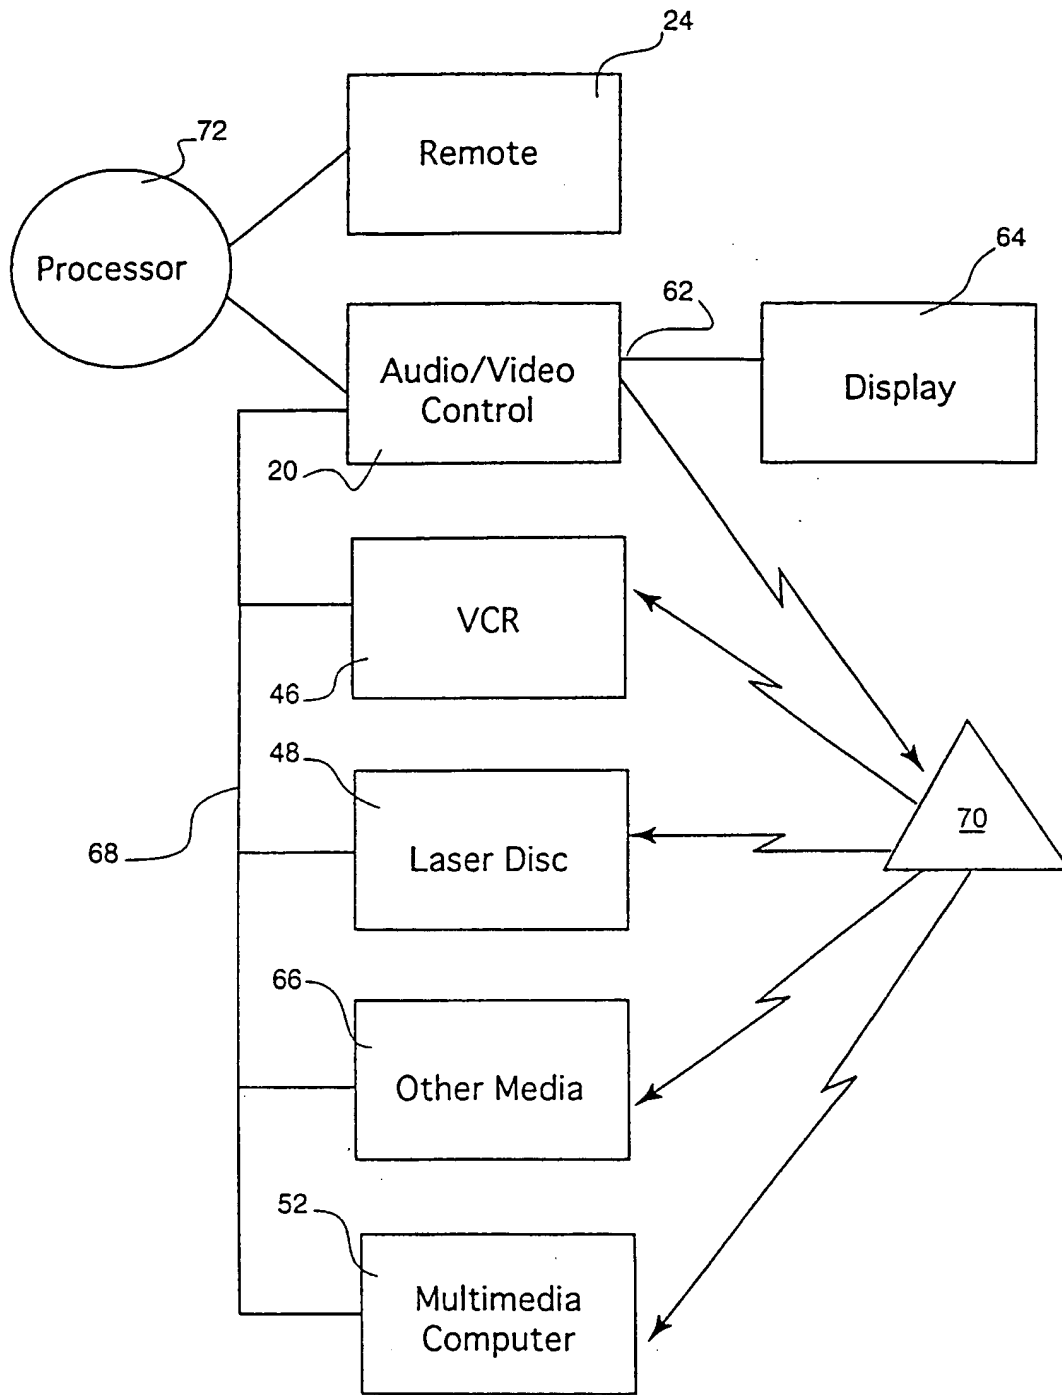 24
Remote
72
Processor
64
62
Audio/Video
Control
Display
20
VCR
46
48
70
68
Laser Disc
66
Other Media
52
Multimedia
Computer